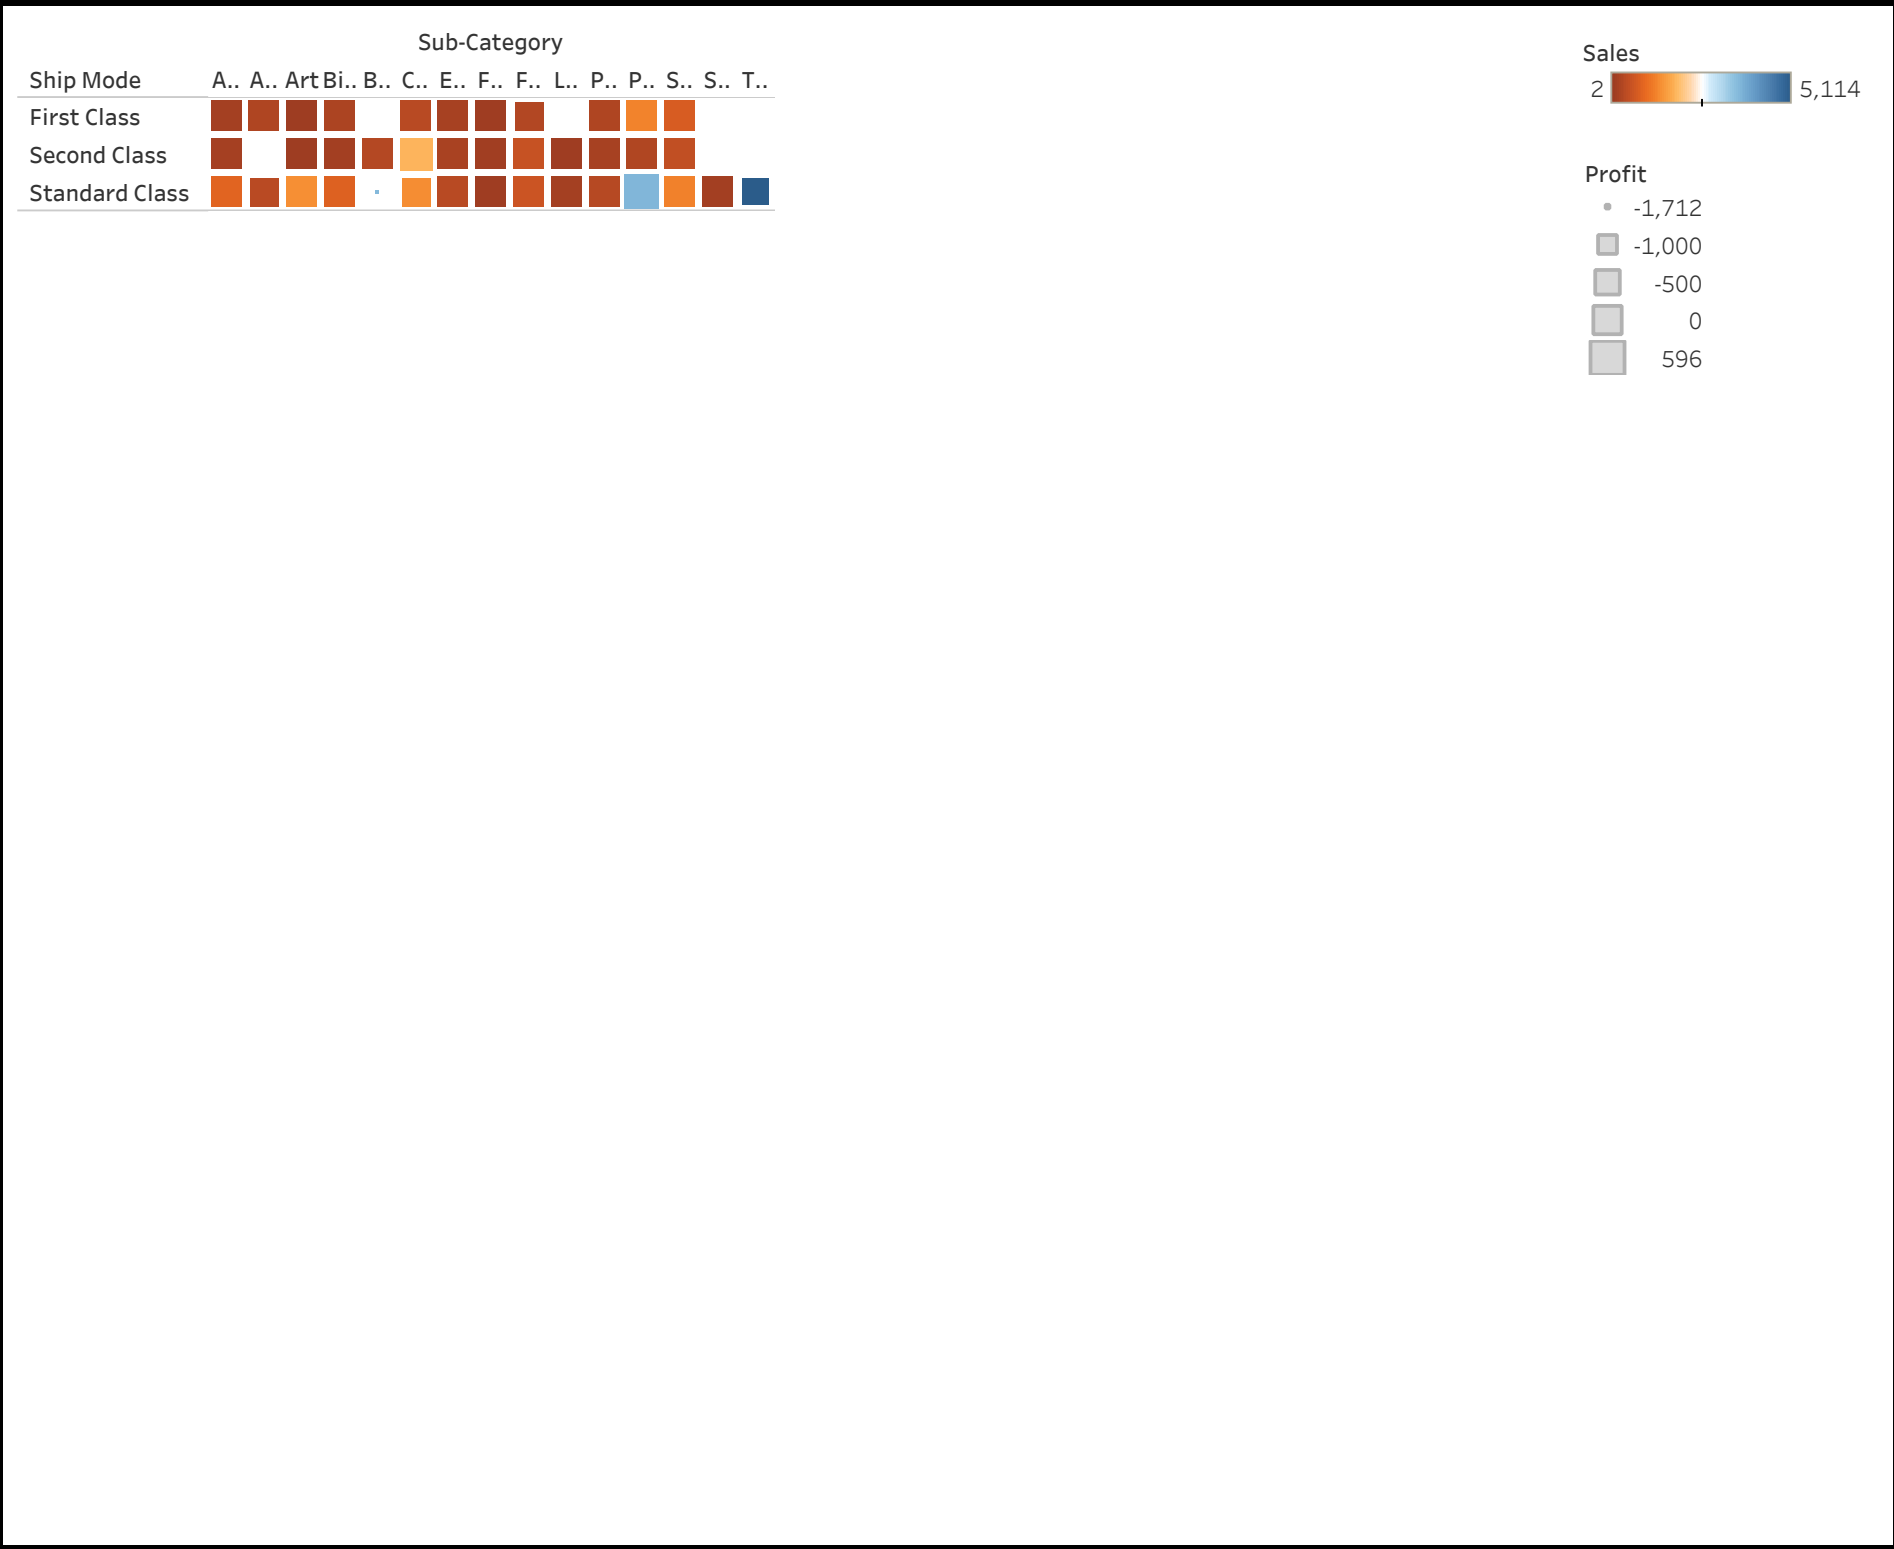 Sub-Category
Ship Mode A.. A.. Art Bi.. B.. C.. E.. F.. F.. L.. P.. P.. S.. S.. T..
First Class
Second Class
Standard Class
Sales
2 5,114
Profit
-1,712
-1,000
-500
0
596